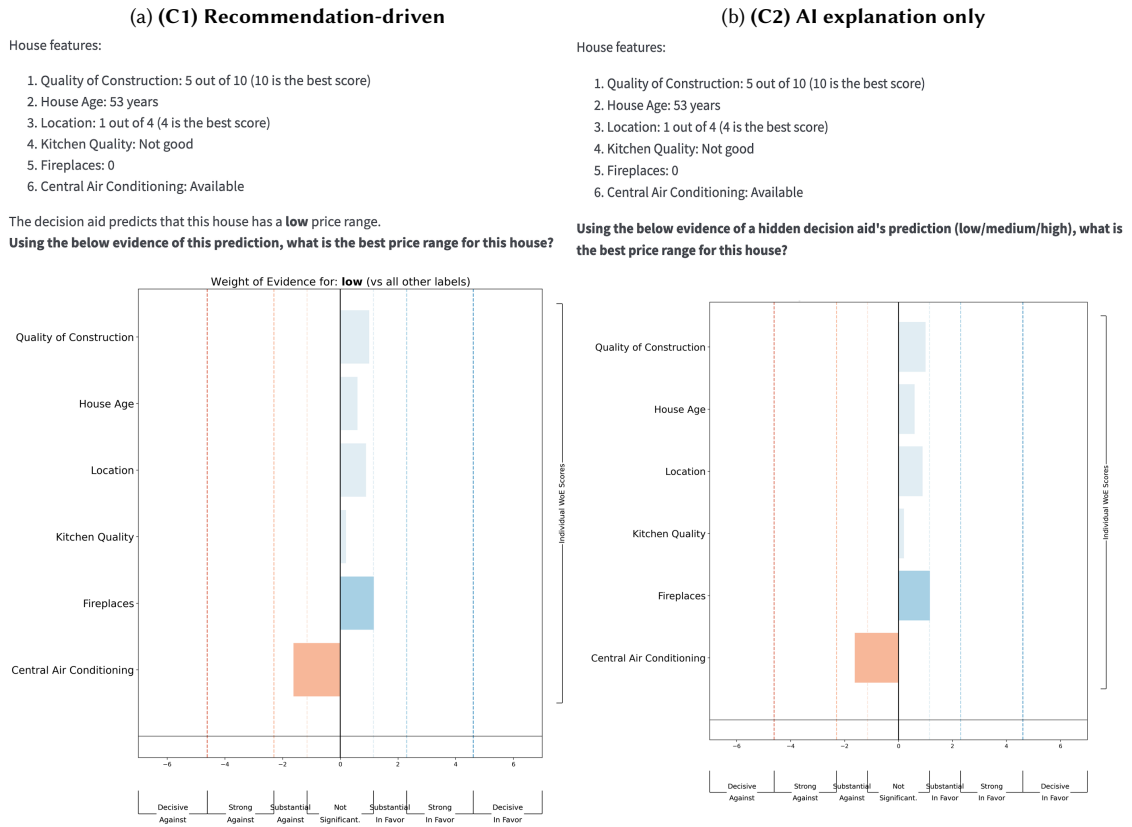 (a) (C1) Recommendation-driven
House features:
1. Quality of Construction: 5 out of 10 (10 is the best score)
2. House Age: 53 years
3. Location: 1 out of 4 (4 is the best score)
4. Kitchen Quality: Not good
5. Fireplaces: 0
6. Central Air Conditioning: Available
The decision aid predicts that this house has a low price range.
Using the below evidence of this prediction, what is the best price range for this house?
Weight of Evidence for: low (vs all other labels)
Quality of Construction
House Age
Location
Kitchen Quality
Fireplaces
Central Air Conditioning
Individual WoE Scores
−6 −4 −2 0 2 4 6
Decisive Strong Substantial Not Substantial Strong Decisive
Against Against Against Significant. In Favor In Favor In Favor
(b) (C2) AI explanation only
House features:
1. Quality of Construction: 5 out of 10 (10 is the best score)
2. House Age: 53 years
3. Location: 1 out of 4 (4 is the best score)
4. Kitchen Quality: Not good
5. Fireplaces: 0
6. Central Air Conditioning: Available
Using the below evidence of a hidden decision aid's prediction (low/medium/high), what is
the best price range for this house?
Quality of Construction
House Age
Location
Kitchen Quality
Fireplaces
Central Air Conditioning
Individual WoE Scores
−6 −4 −2 0 2 4 6
Decisive Strong Substantial Not Substantial Strong Decisive
Against Against Against Significant. In Favor In Favor In Favor